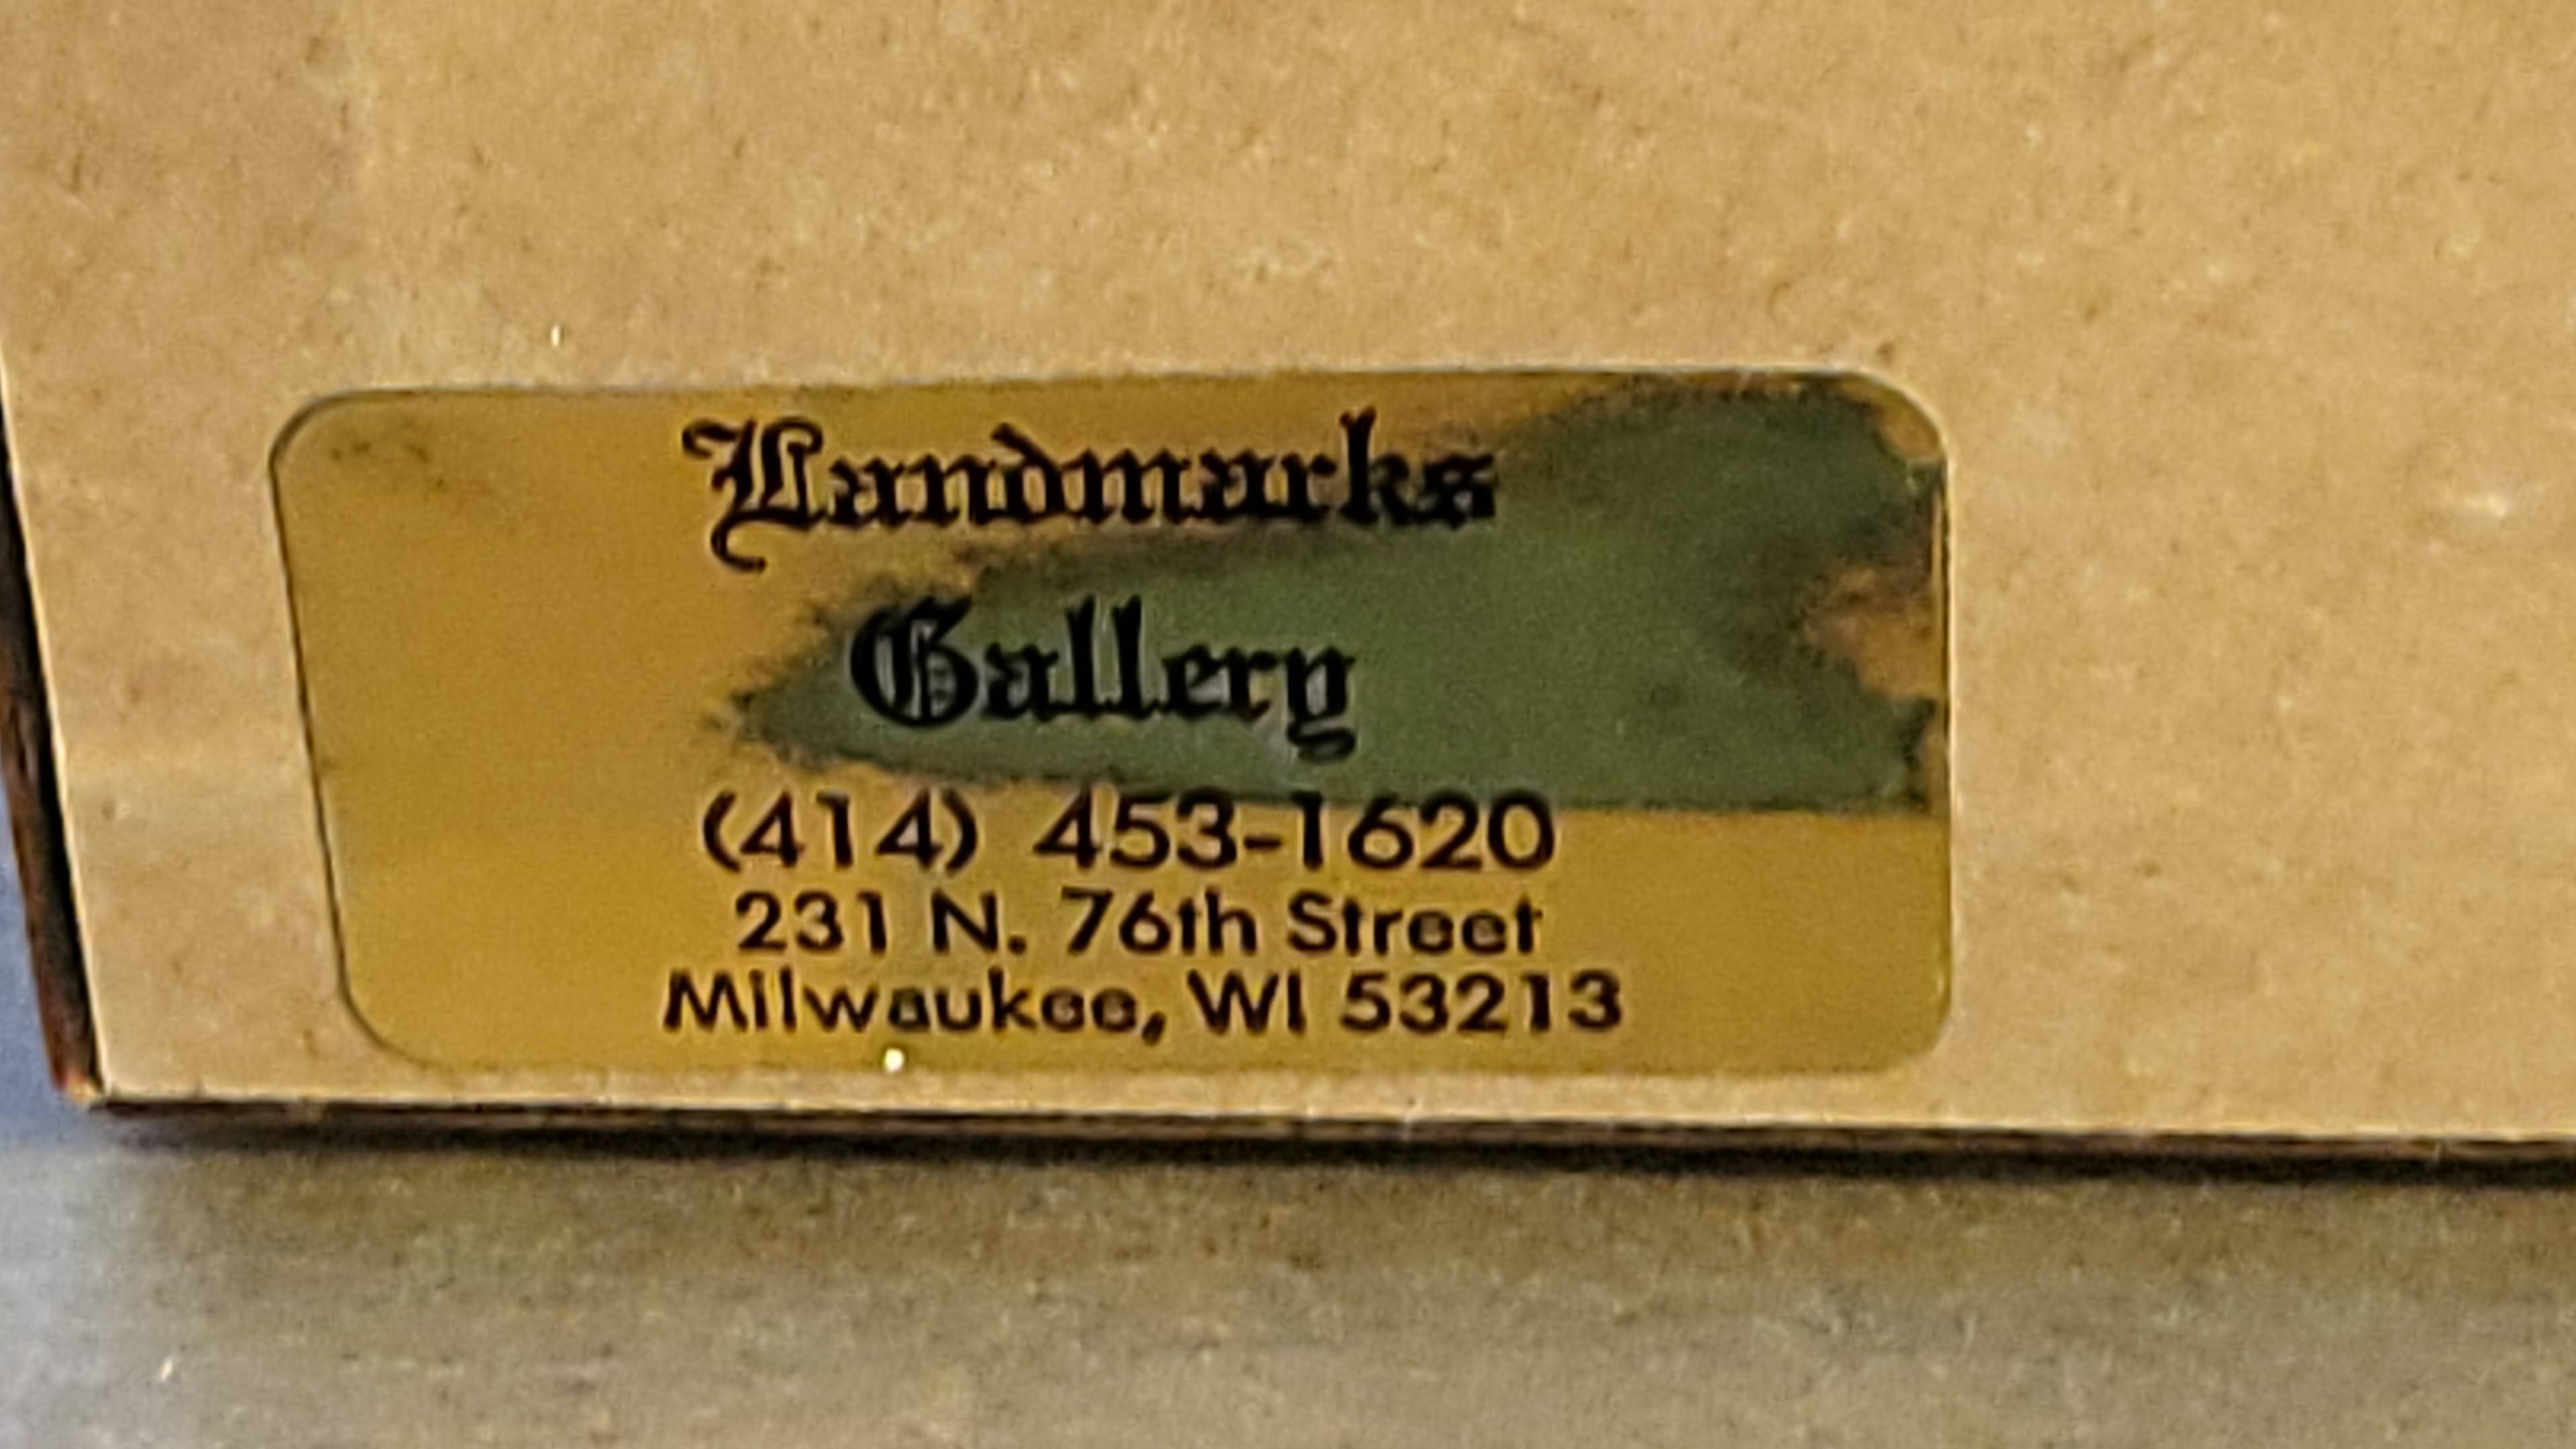 Landmarks
Gallery
(414) 453-1620
231 N. 76th Street
Milwaukee, WI 53213